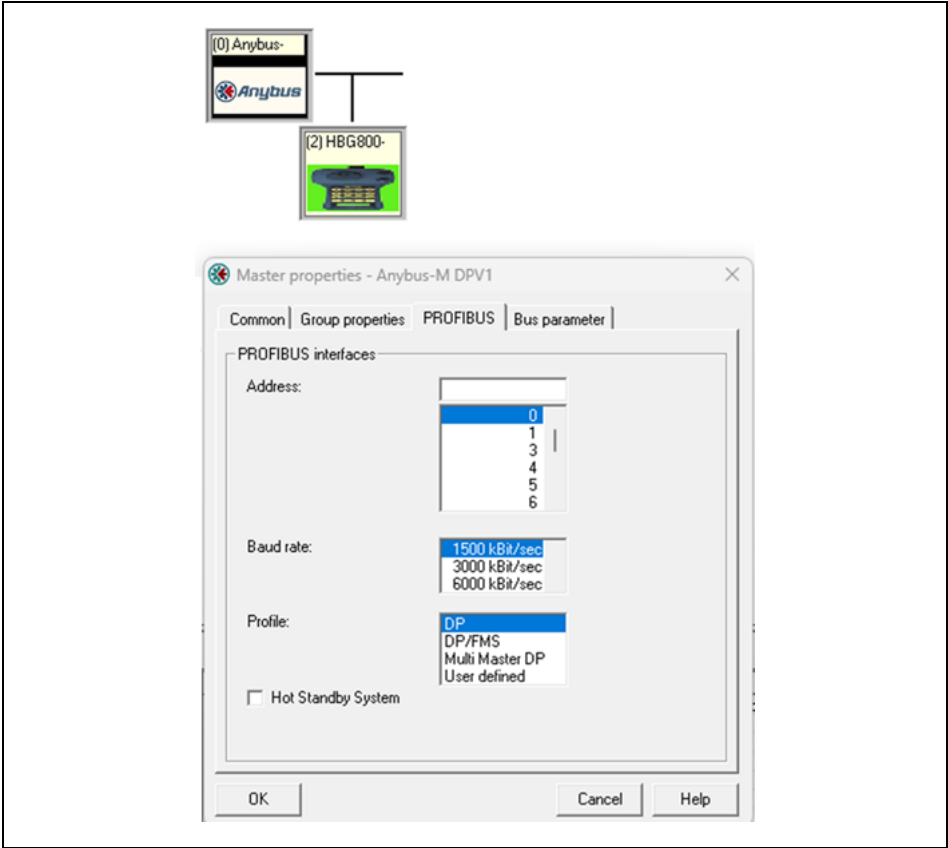 (0) Anybus-
Anybus
(2) HBG800-
Master properties - Anybus-M DPV1
Common Group properties PROFIBUS Bus parameter
PROFIBUS interfaces
Address:
0
1
3
4
5
6
Baud rate:
1500 kBit/sec
3000 kBit/sec
6000 kBit/sec
Profile:
DP
DP/FMS
Multi Master DP
User defined
Hot Standby System
OK Cancel Help